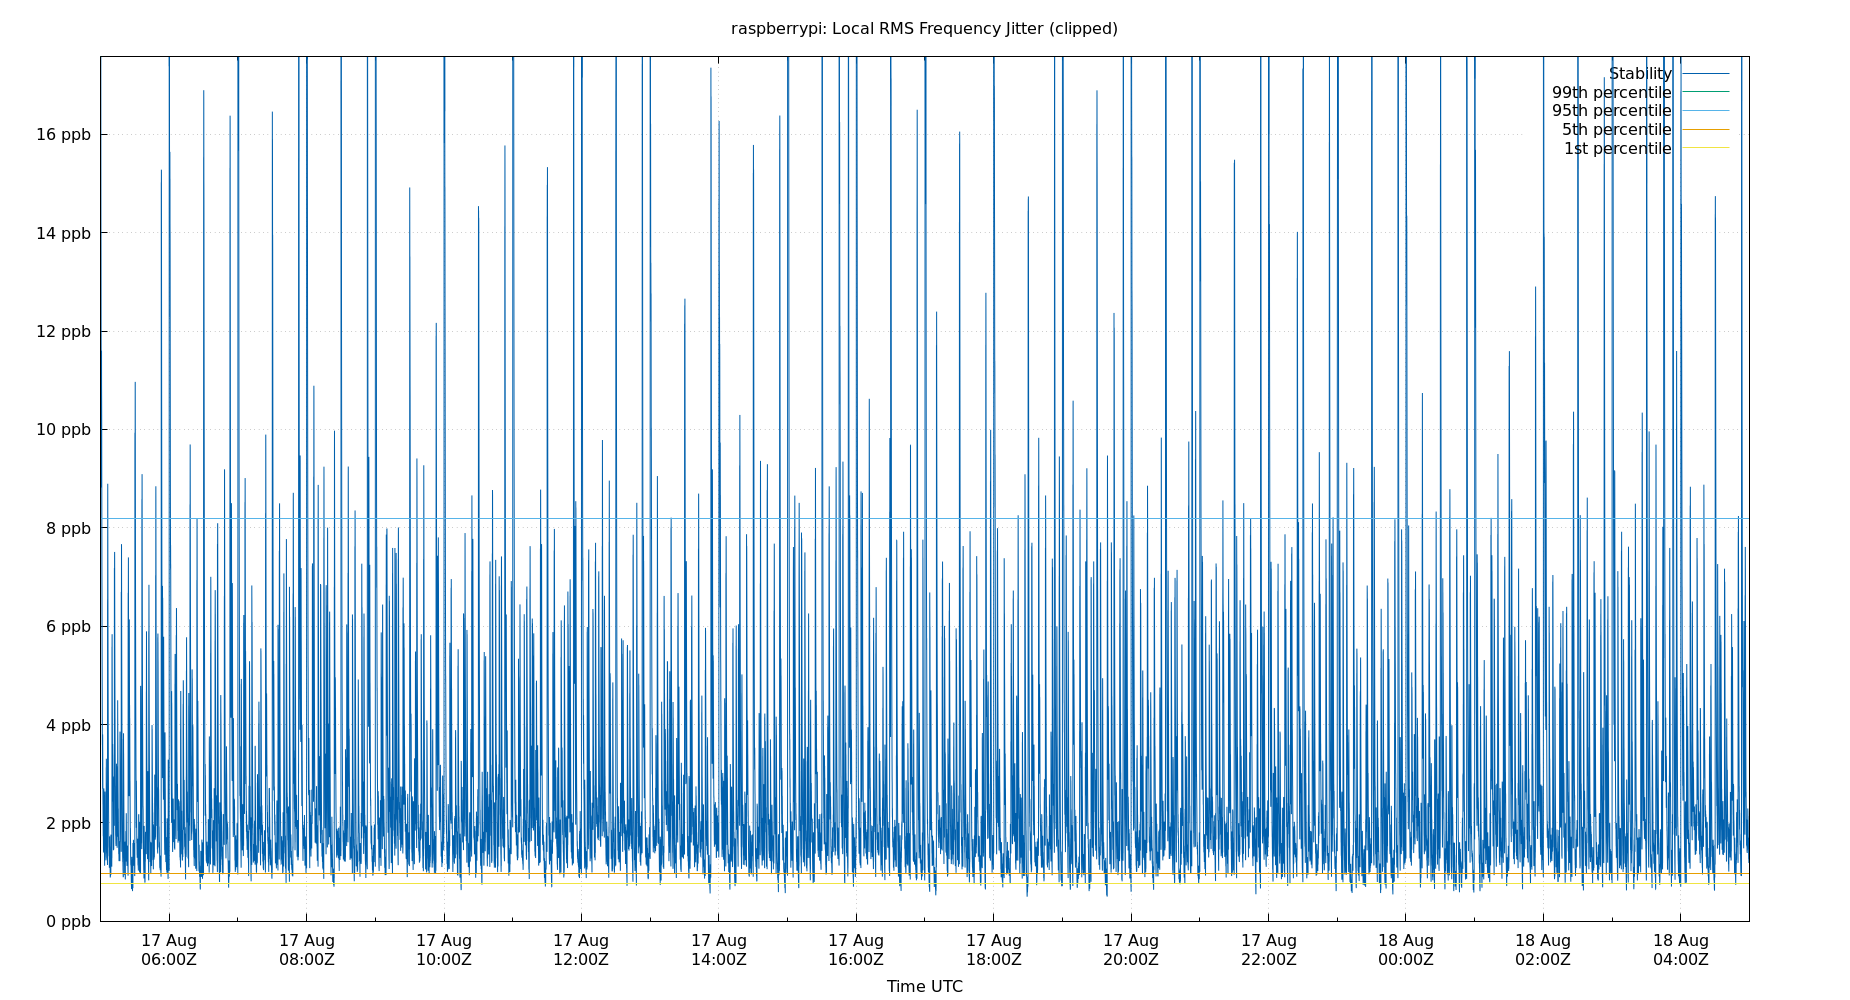 raspberrypi: Local RMS Frequency Jitter (clipped)
Stability
99th percentile
95th percentile
5th percentile
1st percentile
16 ppb
14 ppb
12 ppb
10 ppb
8 ppb
6 ppb
4 ppb
2 ppb
0 ppb
17 Aug 17 Aug 17 Aug 17 Aug 17 Aug 17 Aug 17 Aug 17 Aug 17 Aug 18 Aug 18 Aug 18 Aug
06:00Z 08:00Z 10:00Z 12:00Z 14:00Z 16:00Z 18:00Z 20:00Z 22:00Z 00:00Z 02:00Z 04:00Z
Time UTC